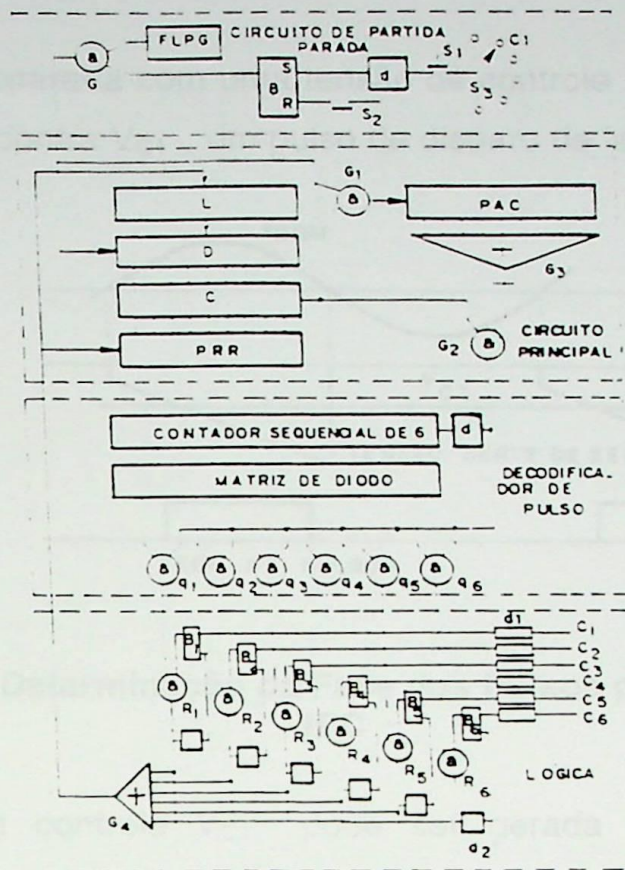 FLPG
CIRCUITO DE PARTIDA
PARADA
a
G
S
B
R
d
S1
C1
S2
S3
G1
L
a
PAC
D
G3
C
G2
a
CIRCUITO
PRINCIPAL
PRR
CONTADOR SEQUENCIAL DE 6
d
MATRIZ DE DIODO
DECODIFICA-
DOR DE
PULSO
a q1 a q2 a q3 a q4 a q5 a q6
d1
B C1
B C2
B C3
B C4
B C5
B C6
a R1
a R2
a R3
a R4
a R5
a R6
LOGICA
G4
+
d2